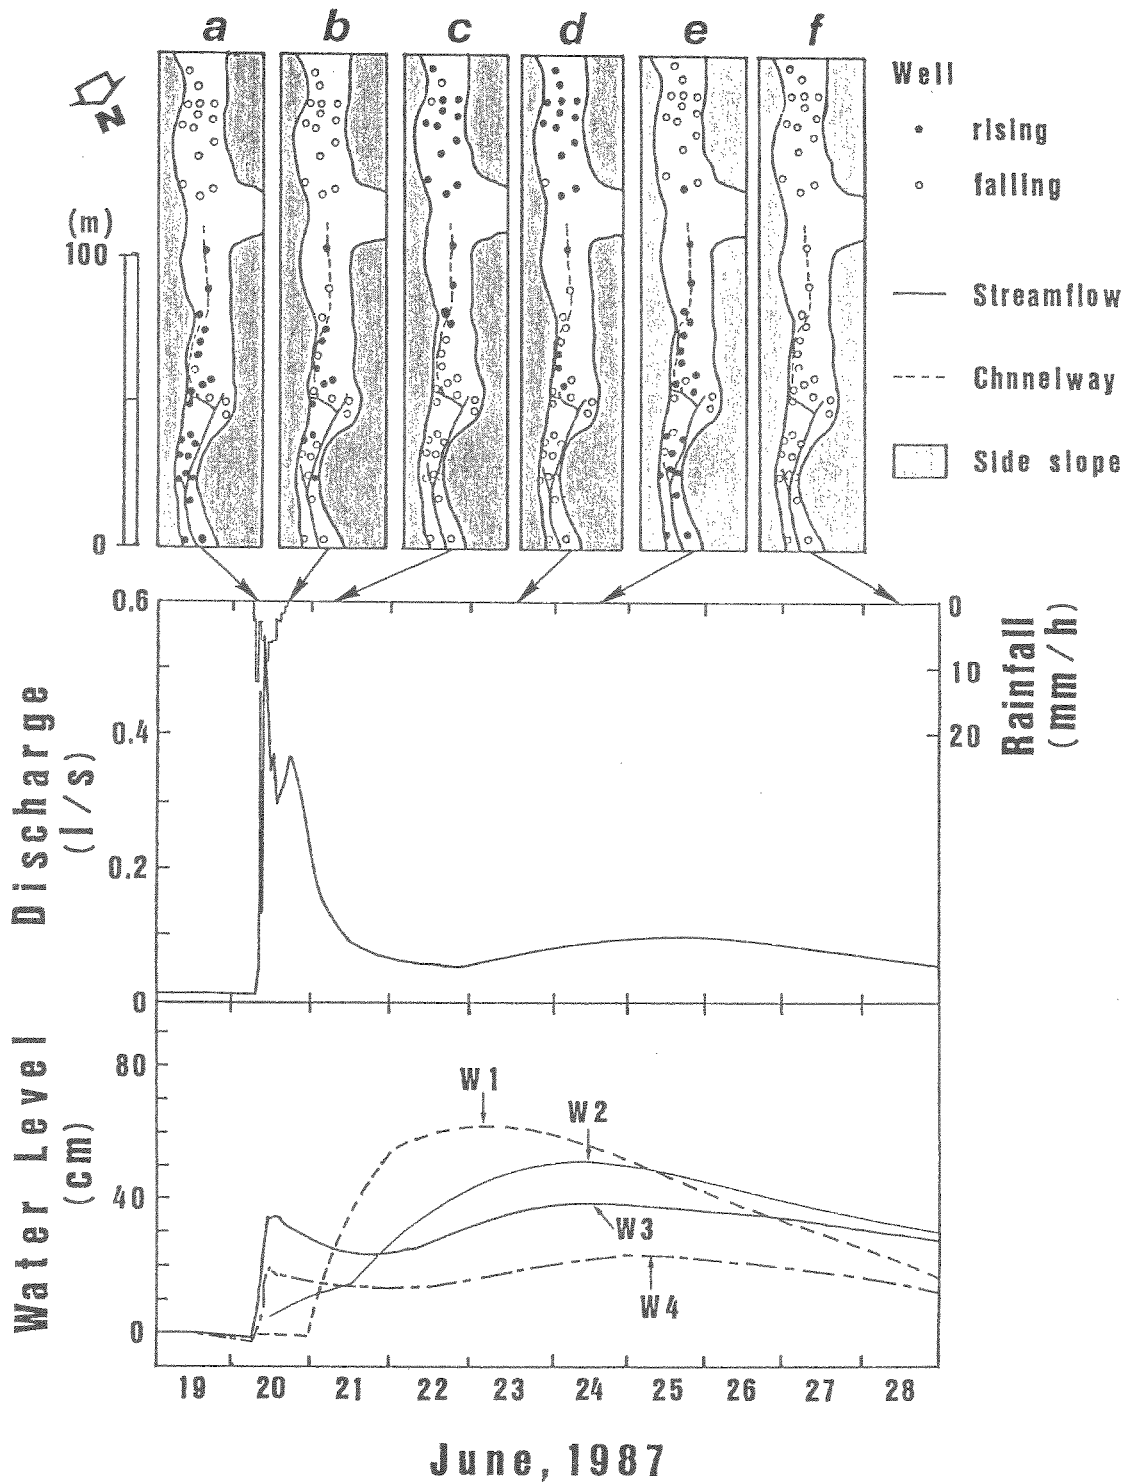 a b c d e f
N
Well
rising
falling
(m)
100
0
Streamflow
Chnnelway
Side slope
0.6
0.4
0.2
0
Discharge
(l/s)
0
10
20
Rainfall
(mm/h)
80
40
0
Water Level
(cm)
W1
W2
W3
W4
19 20 21 22 23 24 25 26 27 28
June, 1987